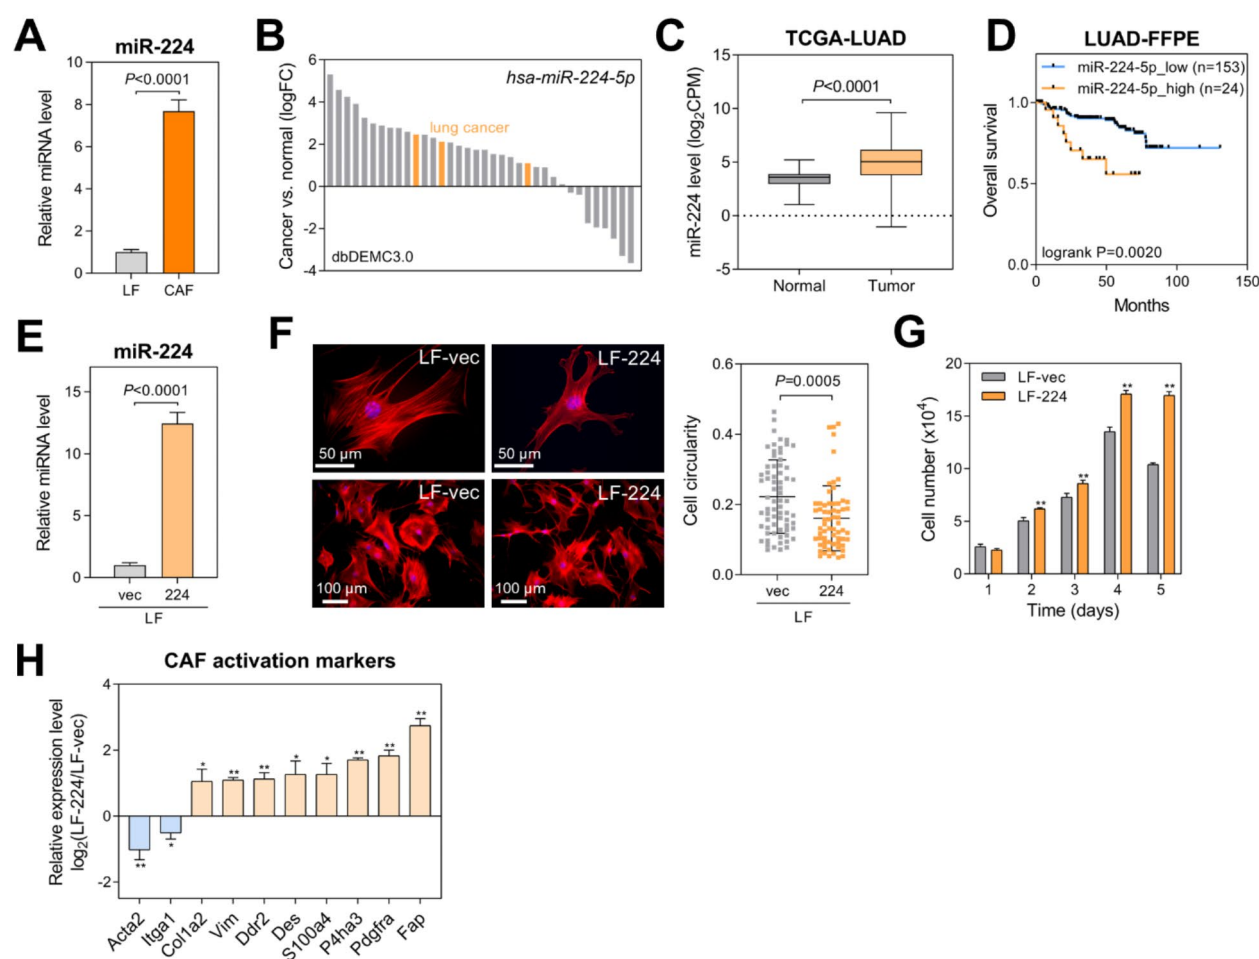 A
miR-224
Relative miRNA level
10
8
6
4
2
0
P<0.0001
LF
CAF
B
Cancer vs. normal (logFC)
6
4
2
0
-2
-4
hsa-miR-224-5p
lung cancer
dbDEMC3.0
C
TCGA-LUAD
miR-224 level (log2CPM)
15
10
5
0
-5
P<0.0001
Normal
Tumor
D
LUAD-FFPE
miR-224-5p_low (n=153)
miR-224-5p_high (n=24)
Overall survival
1.0
0.5
0.0
logrank P=0.0020
0
50
100
150
Months
E
miR-224
Relative miRNA level
15
10
5
0
P<0.0001
vec
224
LF
F
LF-vec
50 µm
LF-224
50 µm
LF-vec
100 µm
LF-224
100 µm
Cell circularity
0.6
0.4
0.2
0.0
P=0.0005
vec
224
LF
G
Cell number (x10^4)
20
15
10
5
0
LF-vec
LF-224
**
**
**
**
1
2
3
4
5
Time (days)
H
CAF activation markers
Relative expression level
log2(LF-224/LF-vec)
4
2
0
-2
**
*
*
**
**
*
*
**
**
**
Acta2
Itga1
Col1a2
Vim
Ddr2
Des
S100a4
P4ha3
Pdgfra
Fap